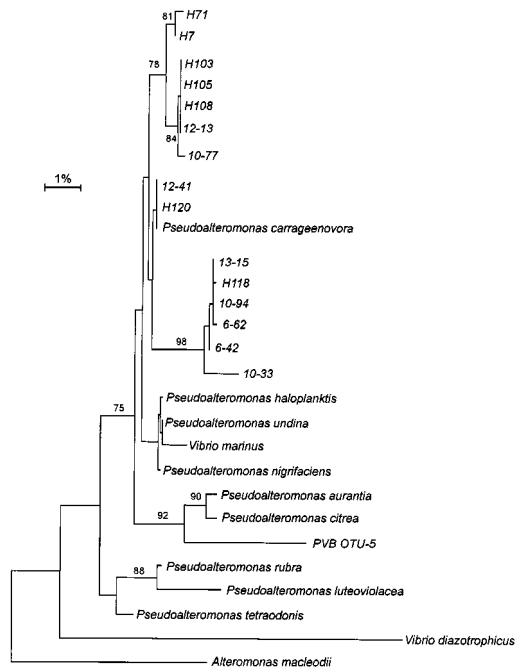 81
H71
H7
78
H103
H105
H108
12-13
84
10-77
1%
12-41
H120
Pseudoalteromonas carrageenovora
13-15
H118
10-94
6-62
98
6-42
10-33
Pseudoalteromonas haloplanktis
75
Pseudoalteromonas undina
Vibrio marinus
Pseudoalteromonas nigrifaciens
90
Pseudoalteromonas aurantia
92
Pseudoalteromonas citrea
PVB OTU-5
88
Pseudoalteromonas rubra
Pseudoalteromonas luteoviolacea
Pseudoalteromonas tetraodonis
Vibrio diazotrophicus
Alteromonas macleodii